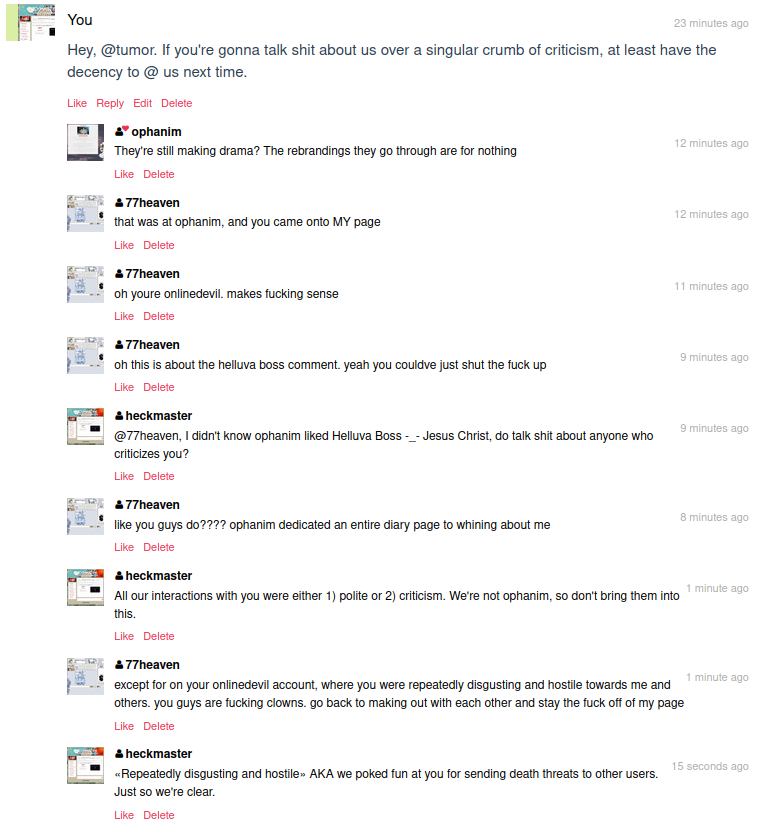 You
23 minutes ago
Hey, @tumor. If you're gonna talk shit about us over a singular crumb of criticism, at least have the
decency to @ us next time.
Like Reply Edit Delete
ophanim
12 minutes ago
They're still making drama? The rebrandings they go through are for nothing
Like Delete
77heaven
12 minutes ago
that was at ophanim, and you came onto MY page
Like Delete
77heaven
11 minutes ago
oh youre onlinedevil. makes fucking sense
Like Delete
77heaven
9 minutes ago
oh this is about the helluva boss comment. yeah you couldve just shut the fuck up
Like Delete
heckmaster
9 minutes ago
@77heaven, I didn't know ophanim liked Helluva Boss -_- Jesus Christ, do talk shit about anyone who
criticizes you?
Like Delete
77heaven
8 minutes ago
like you guys do???? ophanim dedicated an entire diary page to whining about me
Like Delete
heckmaster
1 minute ago
All our interactions with you were either 1) polite or 2) criticism. We're not ophanim, so don't bring them into
this.
Like Delete
77heaven
1 minute ago
except for on your onlinedevil account, where you were repeatedly disgusting and hostile towards me and
others. you guys are fucking clowns. go back to making out with each other and stay the fuck off of my page
Like Delete
heckmaster
15 seconds ago
«Repeatedly disgusting and hostile» AKA we poked fun at you for sending death threats to other users.
Just so we're clear.
Like Delete